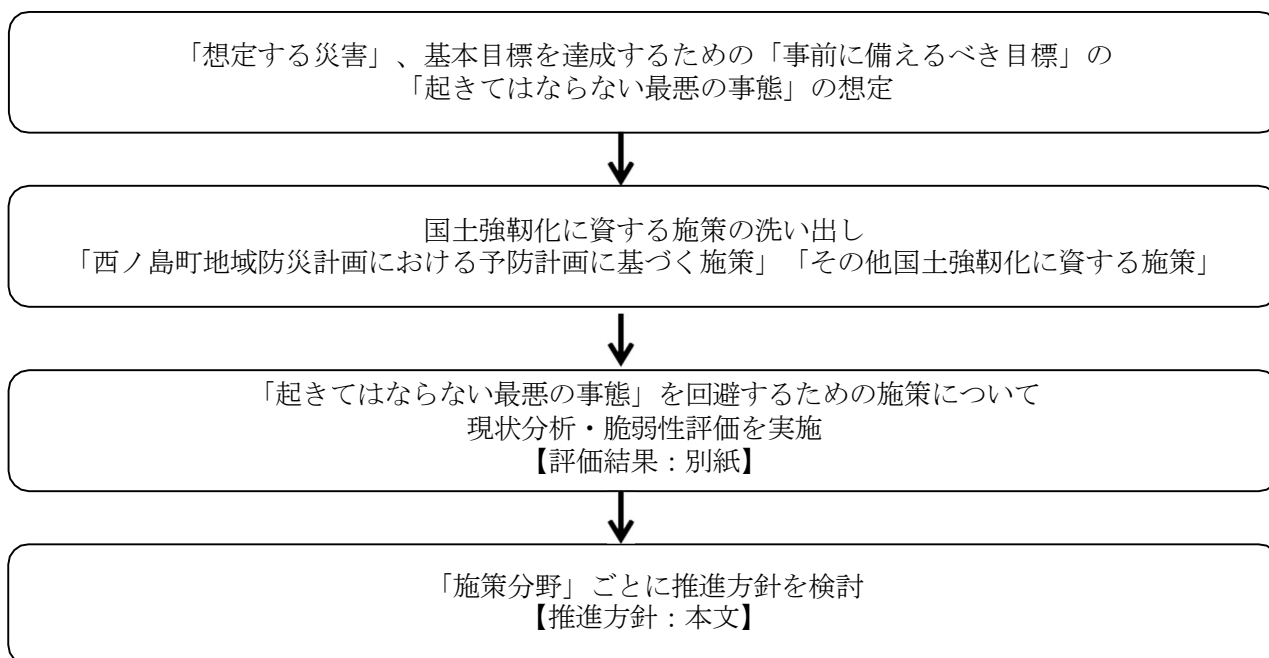 「想定する災害」、基本目標を達成するための「事前に備えるべき目標」の
「起きてはならない最悪の事態」の想定
国土強靭化に資する施策の洗い出し
「西ノ島町地域防災計画における予防計画に基づく施策」「その他国土強靭化に資する施策」
「起きてはならない最悪の事態」を回避するための施策について
現状分析・脆弱性評価を実施
【評価結果：別紙】
「施策分野」ごとに推進方針を検討
【推進方針：本文】